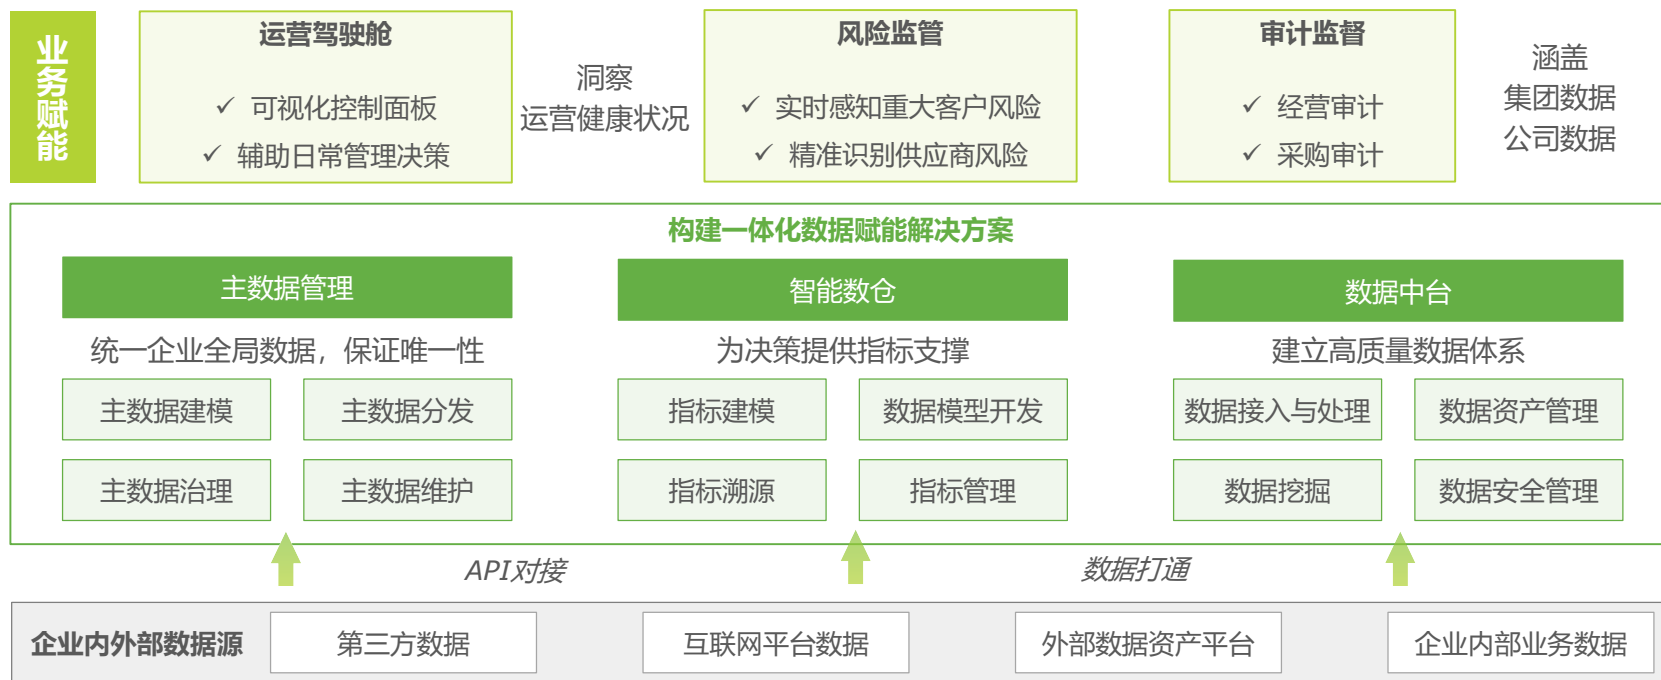 业务赋能
运营驾驶舱
✓ 可视化控制面板
✓ 辅助日常管理决策
洞察
运营健康状况
风险监管
✓ 实时感知重大客户风险
✓ 精准识别供应商风险
审计监督
✓ 经营审计
✓ 采购审计
涵盖
集团数据
公司数据
构建一体化数据赋能解决方案
主数据管理
统一企业全局数据，保证唯一性
主数据建模
主数据分发
主数据治理
主数据维护
智能数仓
为决策提供指标支撑
指标建模
数据模型开发
指标溯源
指标管理
数据中台
建立高质量数据体系
数据接入与处理
数据资产管理
数据挖掘
数据安全管理
API对接
数据打通
企业内外部数据源
第三方数据
互联网平台数据
外部数据资产平台
企业内部业务数据